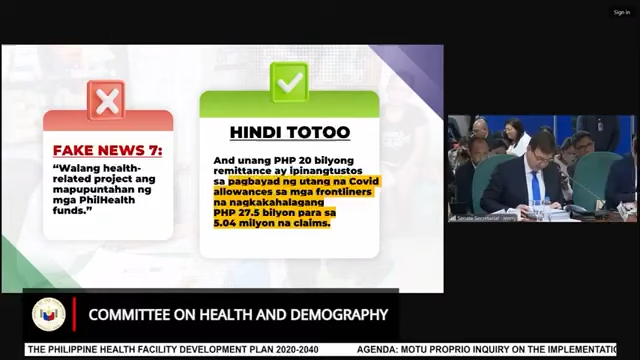 Sign in
FAKE NEWS 7:
"Walang health-
related project ang
mapupuntahan ng
mga PhilHealth
funds."
HINDI TOTOO
And unang PHP 20 bilyong
remittance ay ipinangtustos
sa pagbayad ng utang na Covid
allowances sa mga frontliners
na nagkakahalagang
PHP 27.5 bilyon para sa
5.04 milyon na claims.
Senate Secretariat
COMMITTEE ON HEALTH AND DEMOGRAPHY
THE PHILIPPINE HEALTH FACILITY DEVELOPMENT PLAN 2020-2040 AGENDA: MOTU PROPRIO INQUIRY ON THE IMPLEMENTATIO